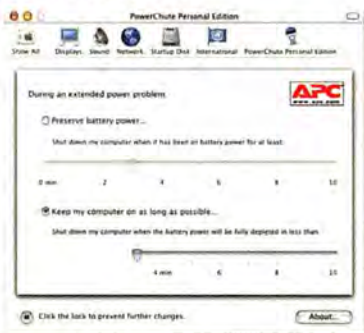 PowerChute Personal Edition
Show All Displays Sound Network Startup Disk International PowerChute Personal Edition
During an extended power problem:
APC
www.apc.com
Preserve battery power...
Shut down my computer when it has been on battery power for at least:
0 min 2 4 6 8 10
Keep my computer on as long as possible...
Shut down my computer when the battery power will be fully depleted in less than:
4 min 6 8 10
Click the lock to prevent further changes.
About...